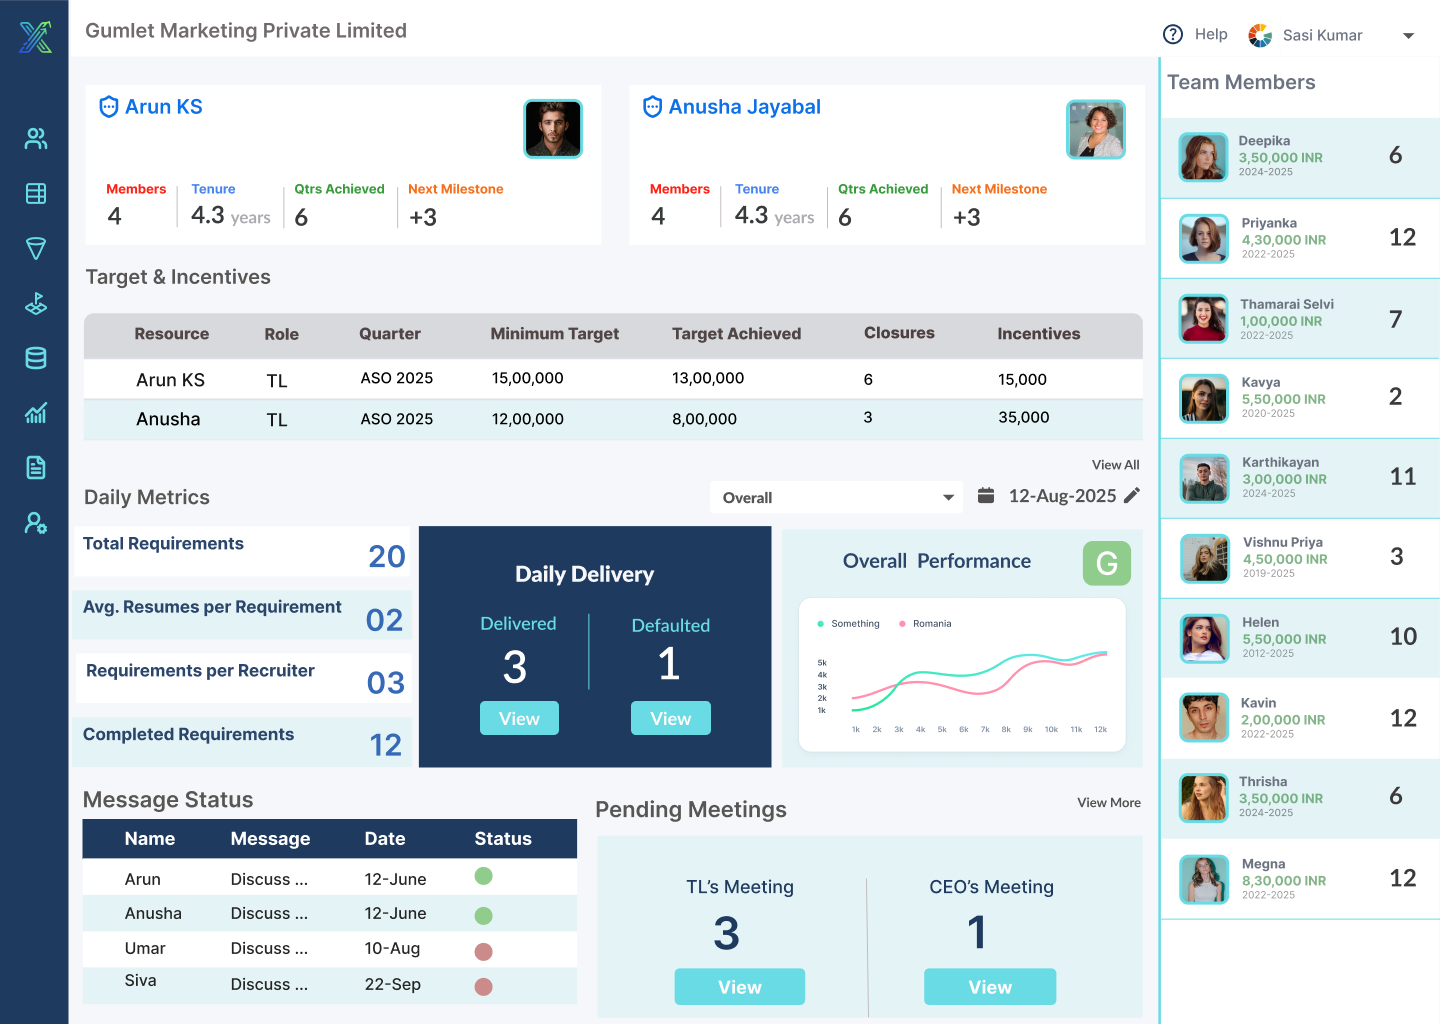 Gumlet Marketing Private Limited
Help
Sasi Kumar
Arun KS
Members Tenure Qtrs Achieved Next Milestone
4 4.3 years 6 +3
Anusha Jayabal
Members Tenure Qtrs Achieved Next Milestone
4 4.3 years 6 +3
Target & Incentives
Resource Role Quarter Minimum Target Target Achieved Closures Incentives
Arun KS TL ASO 2025 15,00,000 13,00,000 6 15,000
Anusha TL ASO 2025 12,00,000 8,00,000 3 35,000
View All
Daily Metrics
Overall
12-Aug-2025
Total Requirements 20
Avg. Resumes per Requirement 02
Requirements per Recruiter 03
Completed Requirements 12
Daily Delivery
Delivered Defaulted
3 1
View View
Overall Performance G
Something Romania
5k
4k
3k
2k
1k
1k 2k 3k 4k 5k 6k 7k 8k 9k 10k 11k 12k
Message Status
Name Message Date Status
Arun Discuss ... 12-June
Anusha Discuss ... 12-June
Umar Discuss ... 10-Aug
Siva Discuss ... 22-Sep
Pending Meetings
View More
TL's Meeting CEO's Meeting
3 1
View View
Team Members
Deepika
3,50,000 INR 6
2024-2025
Priyanka
4,30,000 INR 12
2022-2025
Thamarai Selvi
1,00,000 INR 7
2022-2025
Kavya
5,50,000 INR 2
2020-2025
Karthikayan
3,00,000 INR 11
2024-2025
Vishnu Priya
4,50,000 INR 3
2019-2025
Helen
5,50,000 INR 10
2012-2025
Kavin
2,00,000 INR 12
2022-2025
Thrisha
3,50,000 INR 6
2024-2025
Megna
8,30,000 INR 12
2022-2025